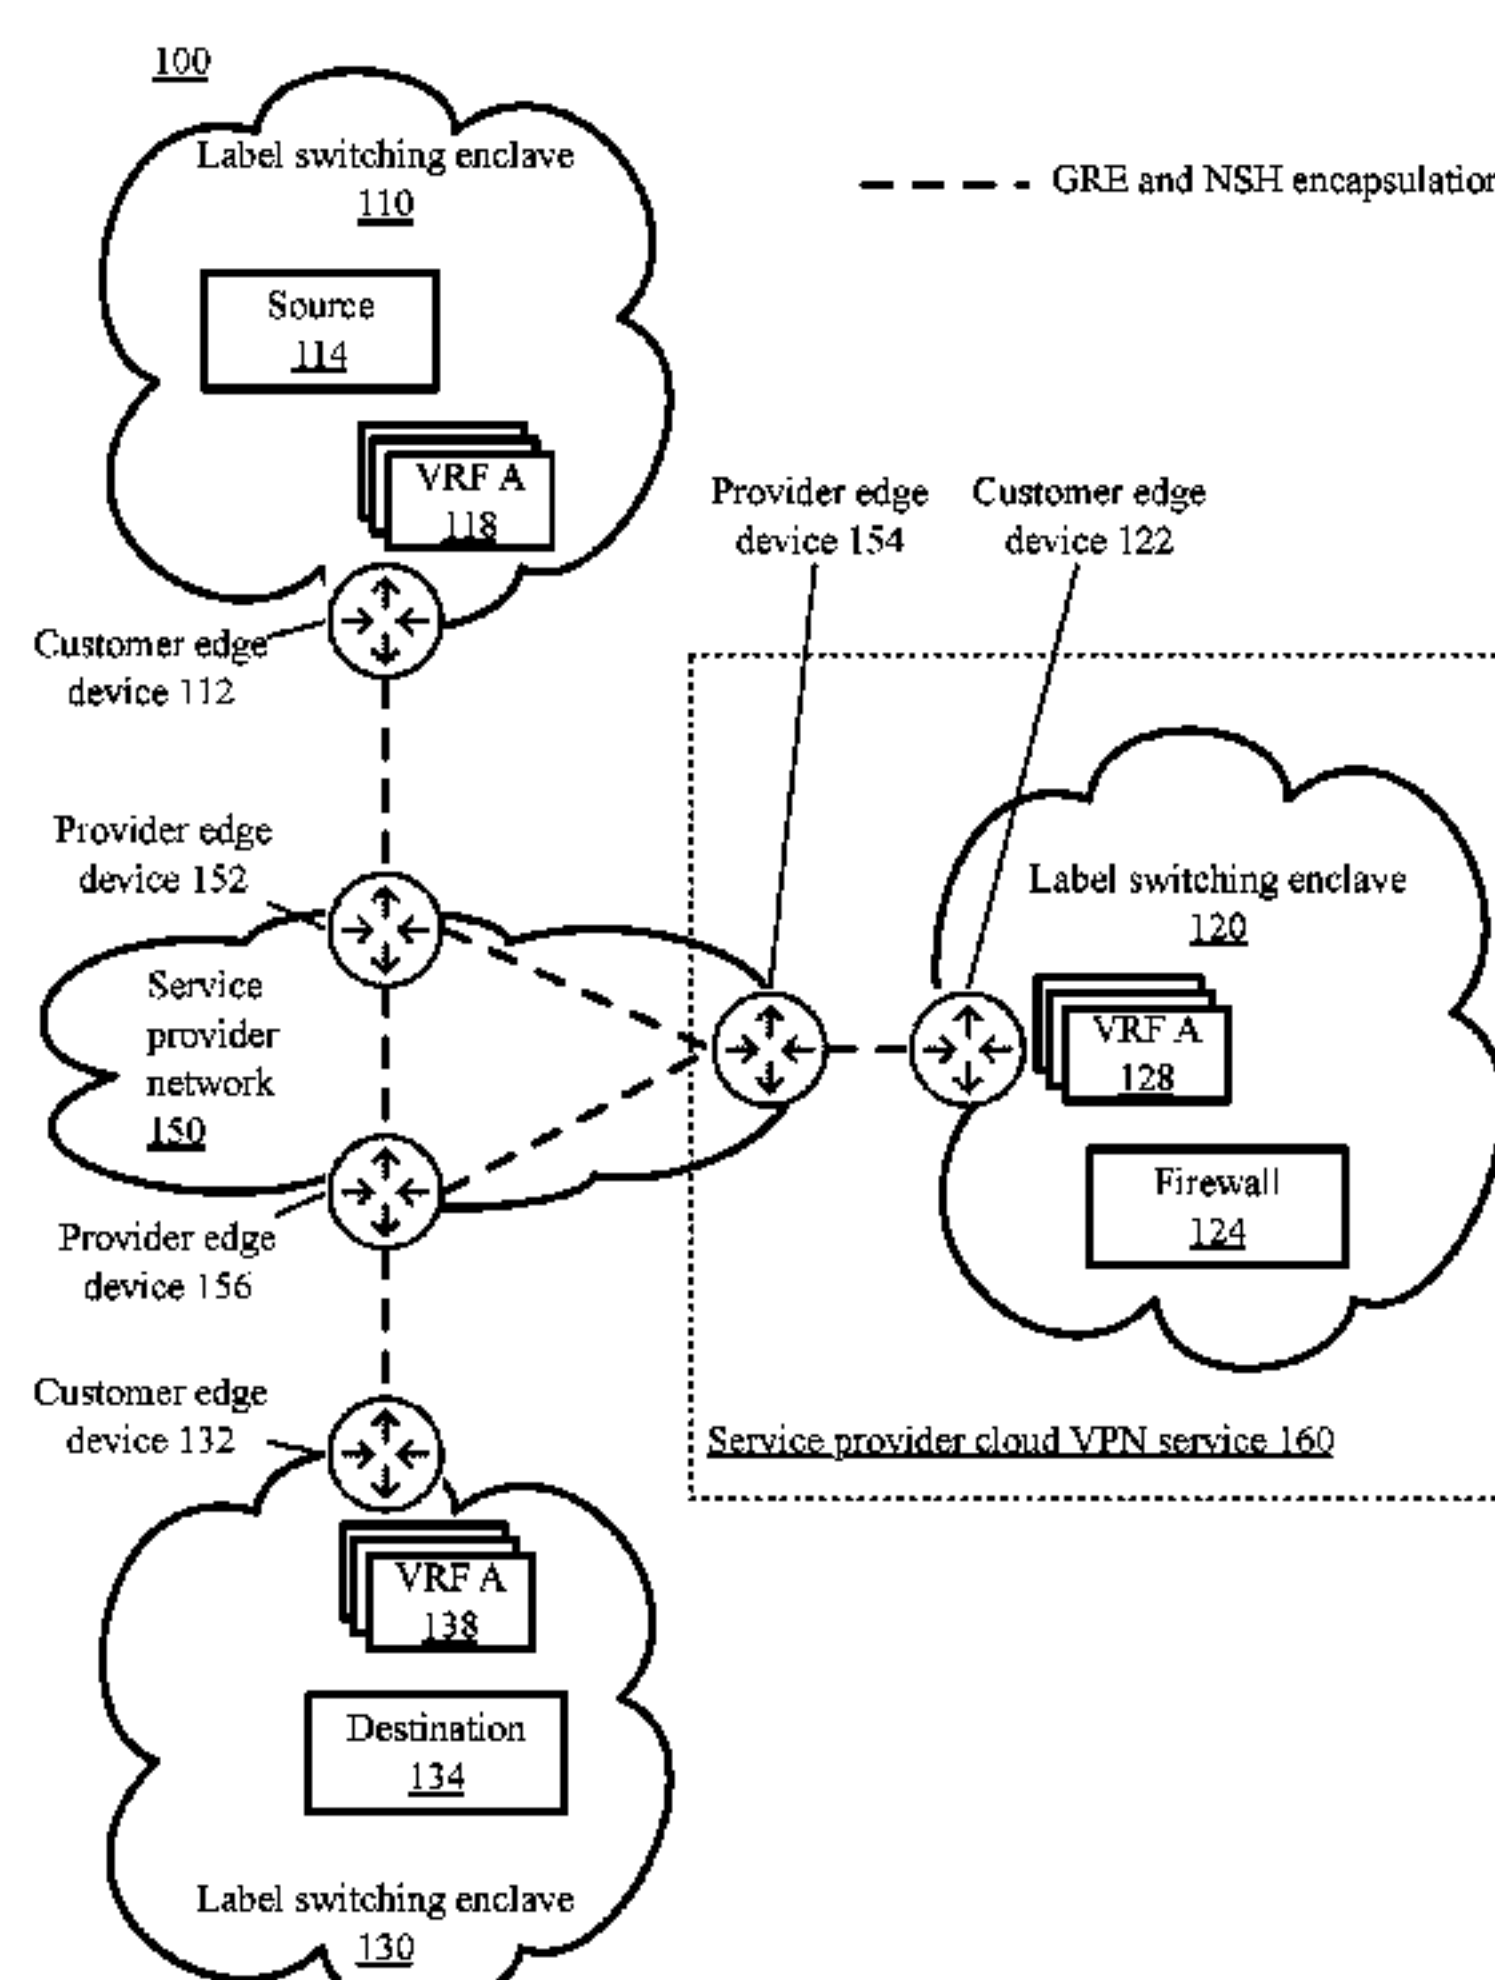 100
Label switching enclave
110
GRE and NSH encapsulation
Source
114
VRF A
118
Provider edge
device 154
Customer edge
device 122
Customer edge
device 112
Provider edge
device 152
Label switching enclave
120
Service
provider
network
150
VRF A
128
Firewall
124
Provider edge
device 156
Customer edge
device 132
Service provider cloud VPN service 160
VRF A
138
Destination
134
Label switching enclave
130